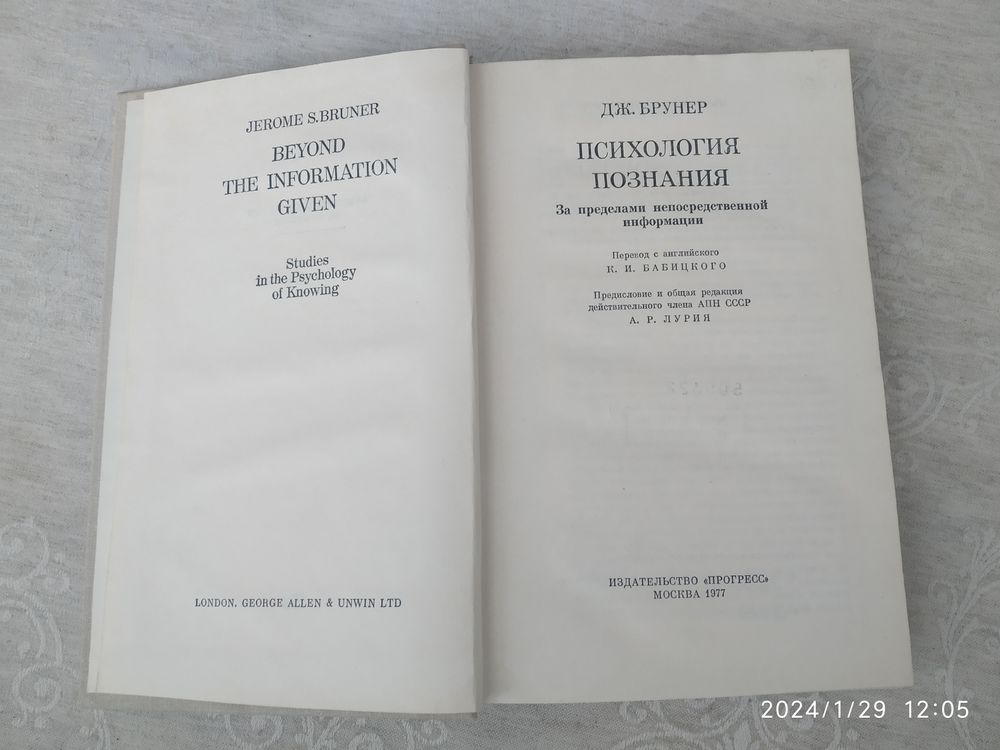 JEROME S. BRUNER
BEYOND
THE INFORMATION
GIVEN
Studies
in the Psychology
of Knowing
LONDON. GEORGE ALLEN & UNWIN LTD
ДЖ. БРУНЕР
ПСИХОЛОГИЯ
ПОЗНАНИЯ
За пределами непосредственной
информации
Перевод с английского
К. И. БАБИЦКОГО
Предисловие и общая редакция
действительного члена АПН СССР
А. Р. ЛУРИЯ
ИЗДАТЕЛЬСТВО «ПРОГРЕСС»
МОСКВА 1977
2024/1/29 12:05